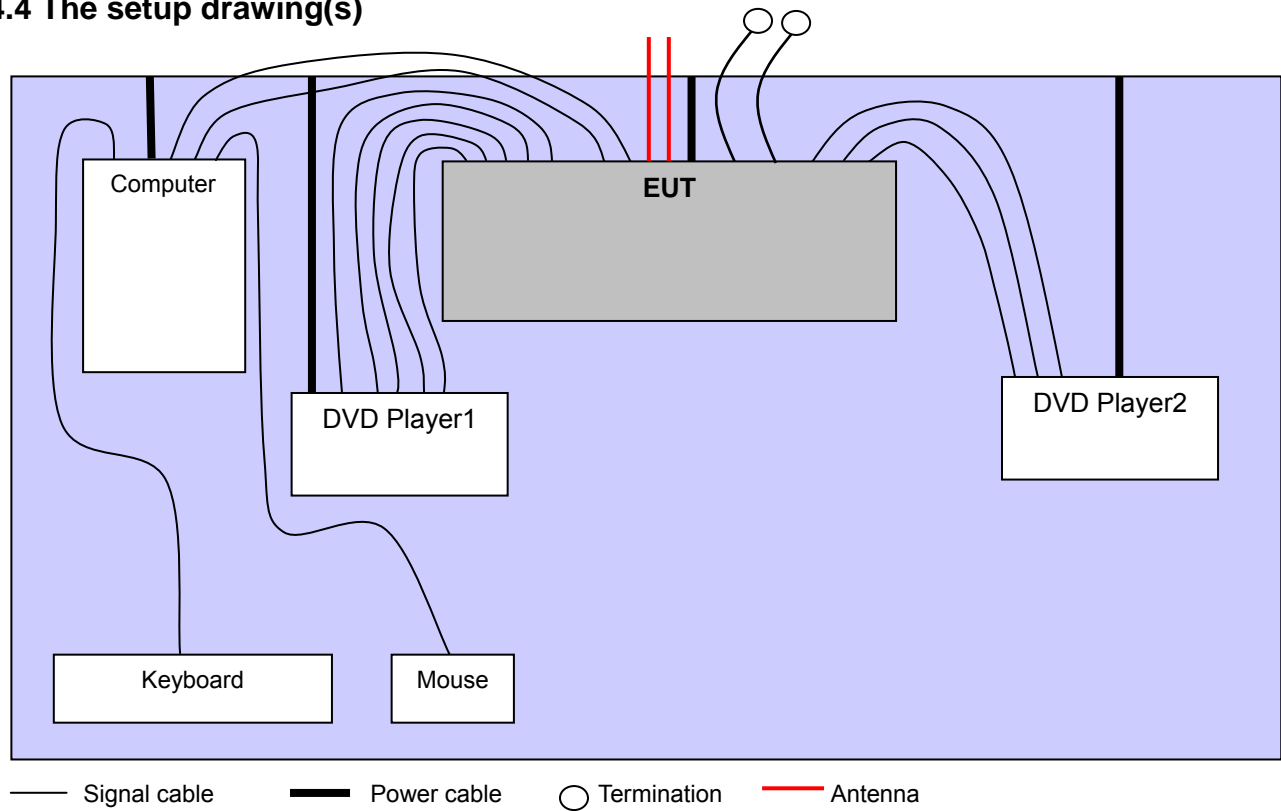 4.4 The setup drawing(s)
Computer
EUT
DVD Player1
DVD Player2
Keyboard
Mouse
Signal cable Power cable Termination Antenna